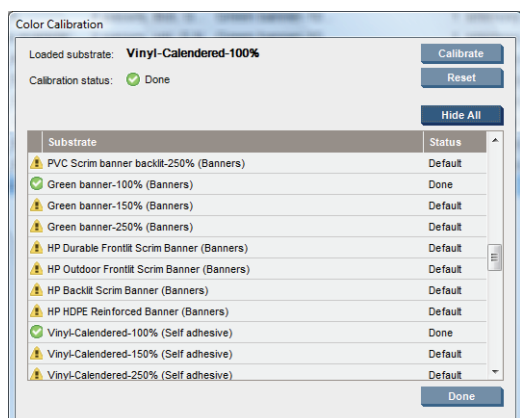 Color Calibration
Loaded substrate: Vinyl-Calendered-100% Calibrate
Calibration status: Done Reset
Hide All
Substrate Status
PVC Scrim banner backlit-250% (Banners) Default
Green banner-100% (Banners) Done
Green banner-150% (Banners) Default
Green banner-250% (Banners) Default
HP Durable Frontlit Scrim Banner (Banners) Default
HP Outdoor Frontlit Scrim Banner (Banners) Default
HP Backlit Scrim Banner (Banners) Default
HP HDPE Reinforced Banner (Banners) Default
Vinyl-Calendered-100% (Self adhesive) Done
Vinyl-Calendered-150% (Self adhesive) Default
Vinyl-Calendered-250% (Self adhesive) Default
Done